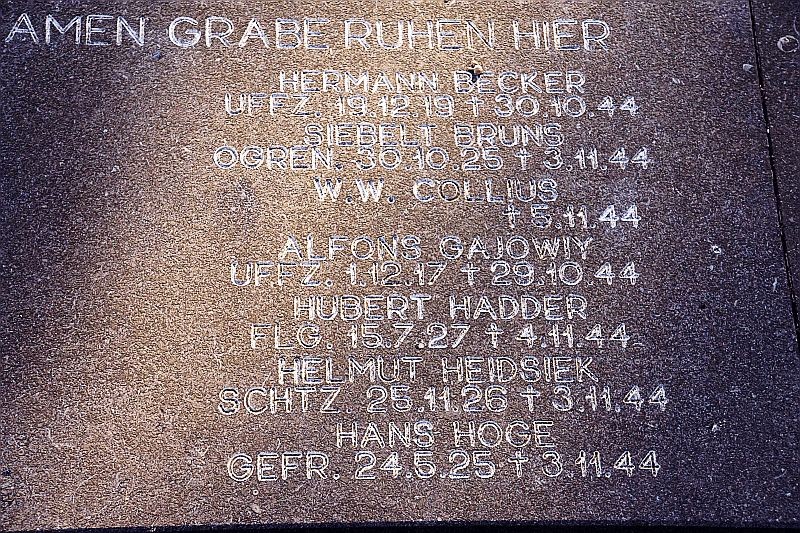 AMEN GRABE RUHEN HIER
HERMANN BECKER
UFFZ. 19.12.19 † 30.10.44
SIEBELT BRUNS
OGREN. 30.10.25 † 3.11.44
W.W. COLLIUS
† 5.11.44
ALFONS GAJOWIY
UFFZ. 1.12.17 † 29.10.44
HUBERT HADDER
FLG. 15.7.27 † 4.11.44
HELMUT HEIDSIEK
SCHTZ. 25.11.26 † 3.11.44
HANS HOGE
GEFR. 24.5.25 † 3.11.44